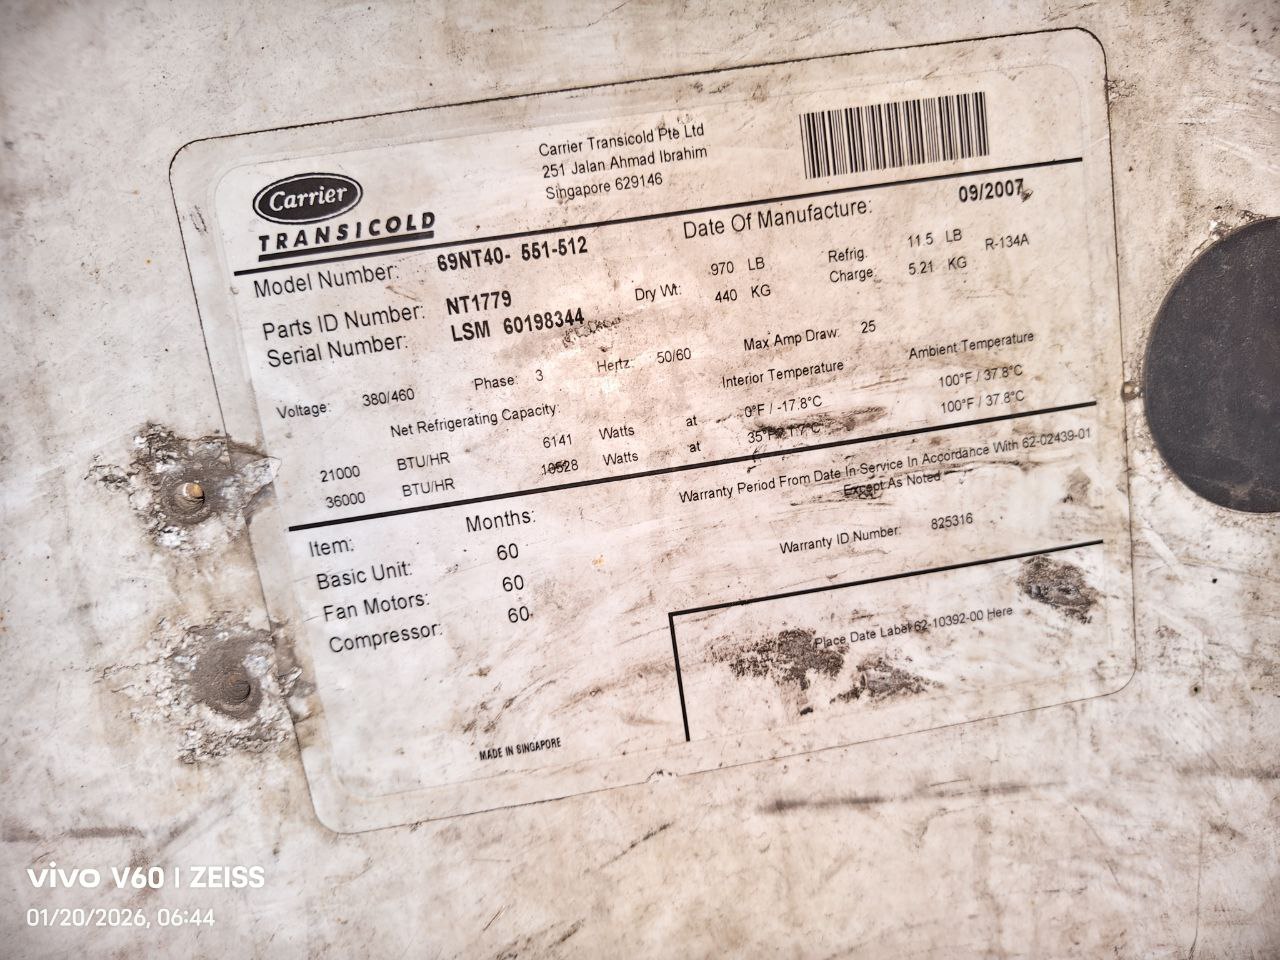 Carrier
TRANSICOLD
Carrier Transicold Pte Ltd
251 Jalan Ahmad Ibrahim
Singapore 629146
Model Number: 69NT40- 551-512
Date Of Manufacture: 09/2007
Parts ID Number: NT1779
Serial Number: LSM 60198344
Dry Wt: 970 LB
440 KG
Refrig. Charge: 11.5 LB R-134A
5.21 KG
Voltage: 380/460 Phase: 3 Hertz: 50/60 Max Amp Draw: 25
Net Refrigerating Capacity: Interior Temperature Ambient Temperature
21000 BTU/HR 6141 Watts at 0°F / -17.8°C 100°F / 37.8°C
36000 BTU/HR 10528 Watts at 35°F / 1.7°C 100°F / 37.8°C
Item: Months:
Basic Unit: 60
Fan Motors: 60
Compressor: 60
Warranty Period From Date In-Service In Accordance With 62-02439-01
Except As Noted
Warranty ID Number: 825316
Place Date Label 62-10392-00 Here
MADE IN SINGAPORE
vivo V60 | ZEISS
01/20/2026, 06:44